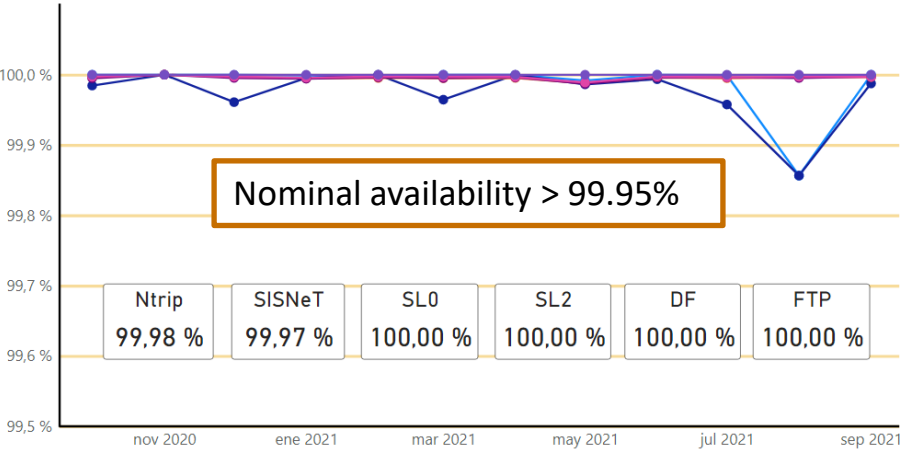 100,0 %
99,9 %
99,8 %
99,7 %
99,6 %
99,5 %
Nominal availability > 99.95%
Ntrip SISNeT SL0 SL2 DF FTP
99,98 % 99,97 % 100,00 % 100,00 % 100,00 % 100,00 %
nov 2020 ene 2021 mar 2021 may 2021 jul 2021 sep 2021